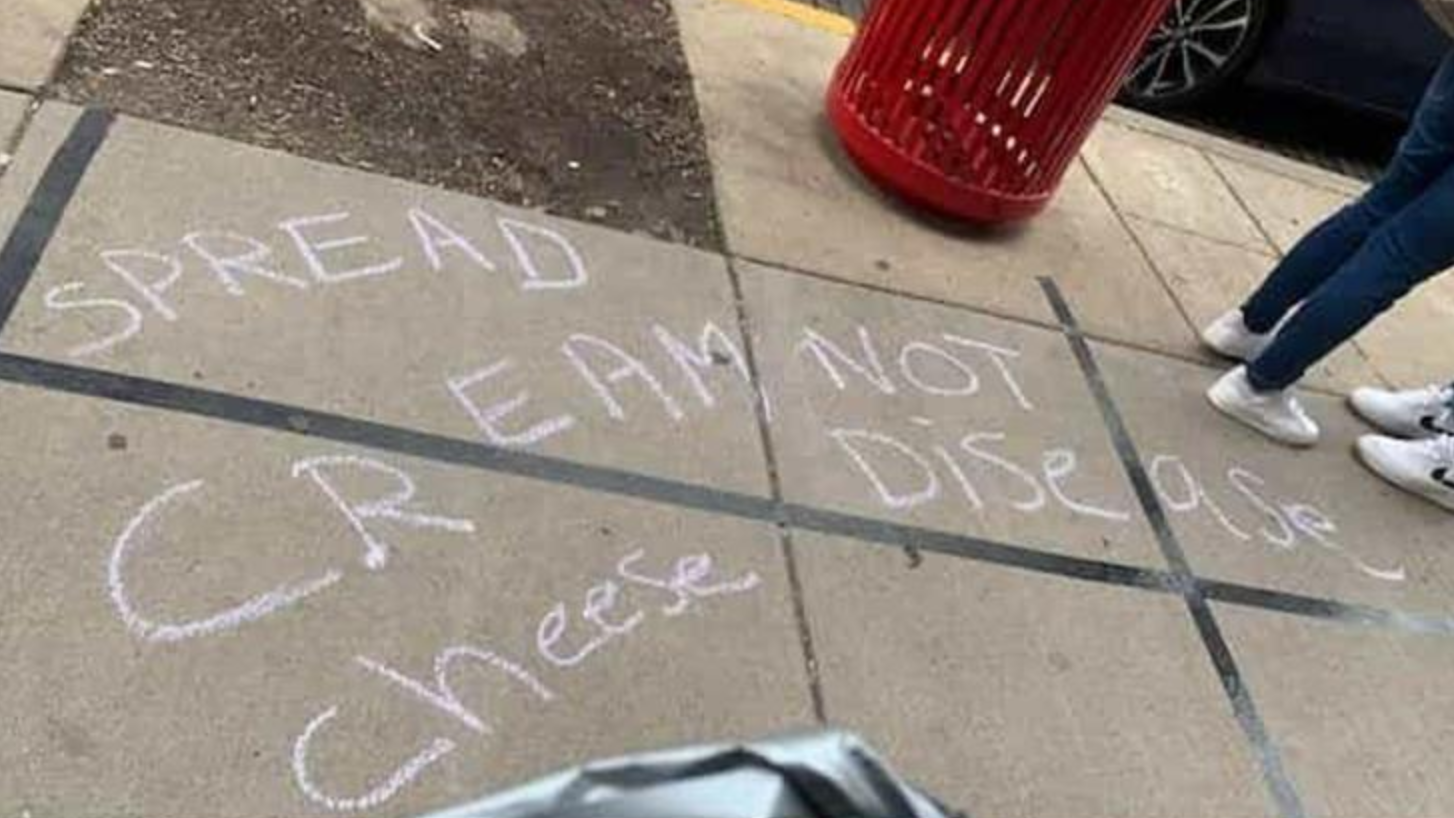 SPREAD
CREAM
Cheese
NOT
Disease